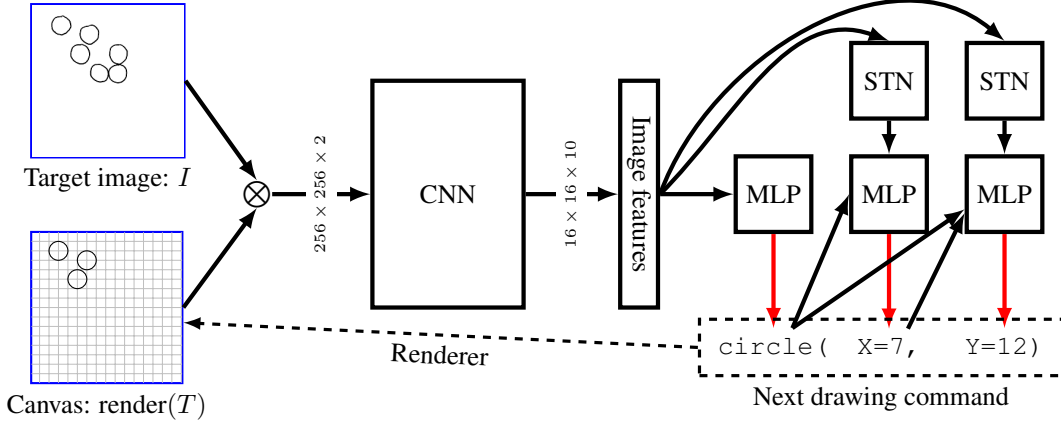 Target image: I
Canvas: render(T)
256 × 256 × 2
CNN
16 × 16 × 10
Image features
STN
STN
MLP
MLP
MLP
circle( X=7, Y=12)
Renderer
Next drawing command